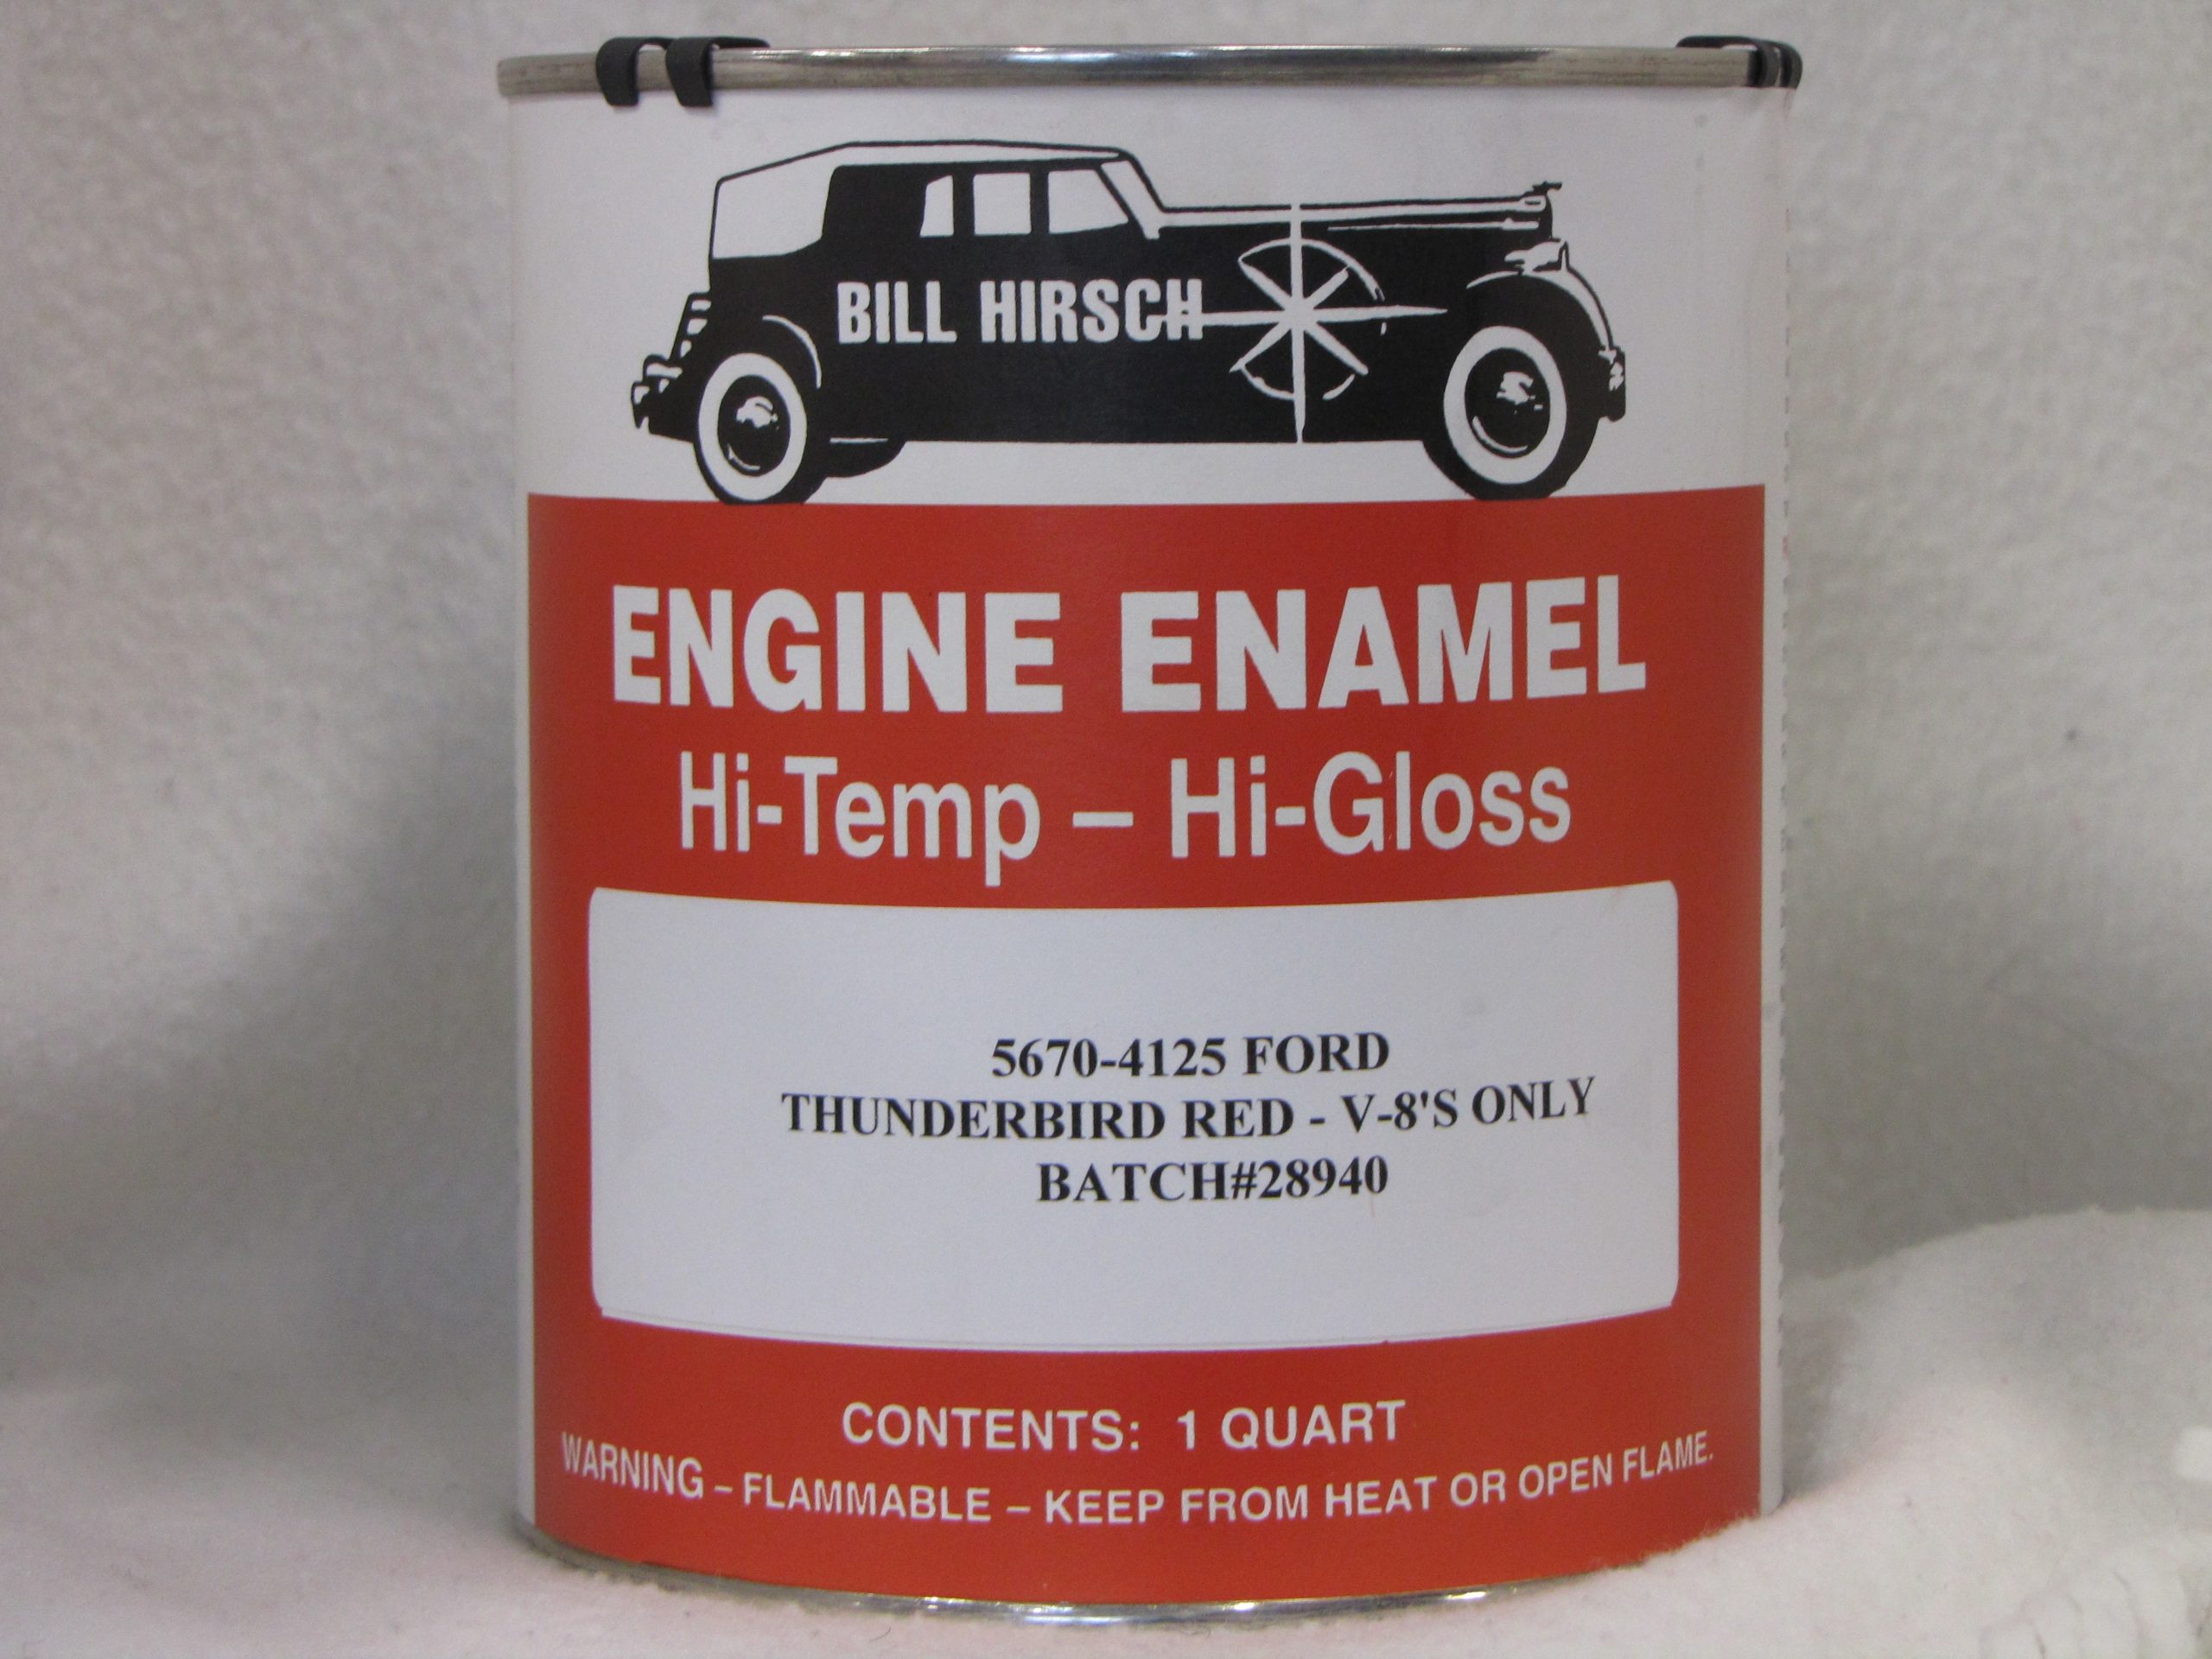 BILL HIRSCH
ENGINE ENAMEL
Hi-Temp – Hi-Gloss
5670-4125 FORD
THUNDERBIRD RED - V-8'S ONLY
BATCH#28940
CONTENTS: 1 QUART
WARNING – FLAMMABLE – KEEP FROM HEAT OR OPEN FLAME.